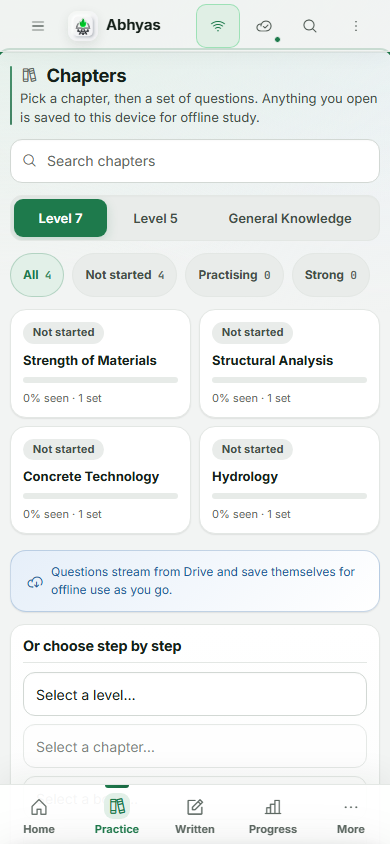 Abhyas
Chapters
Pick a chapter, then a set of questions. Anything you open
is saved to this device for offline study.
Search chapters
Level 7
Level 5
General Knowledge
All 4
Not started 4
Practising 0
Strong 0
Not started
Strength of Materials
0% seen · 1 set
Not started
Structural Analysis
0% seen · 1 set
Not started
Concrete Technology
0% seen · 1 set
Not started
Hydrology
0% seen · 1 set
Questions stream from Drive and save themselves for
offline use as you go.
Or choose step by step
Select a level...
Select a chapter...
Home
Practice
Written
Progress
More